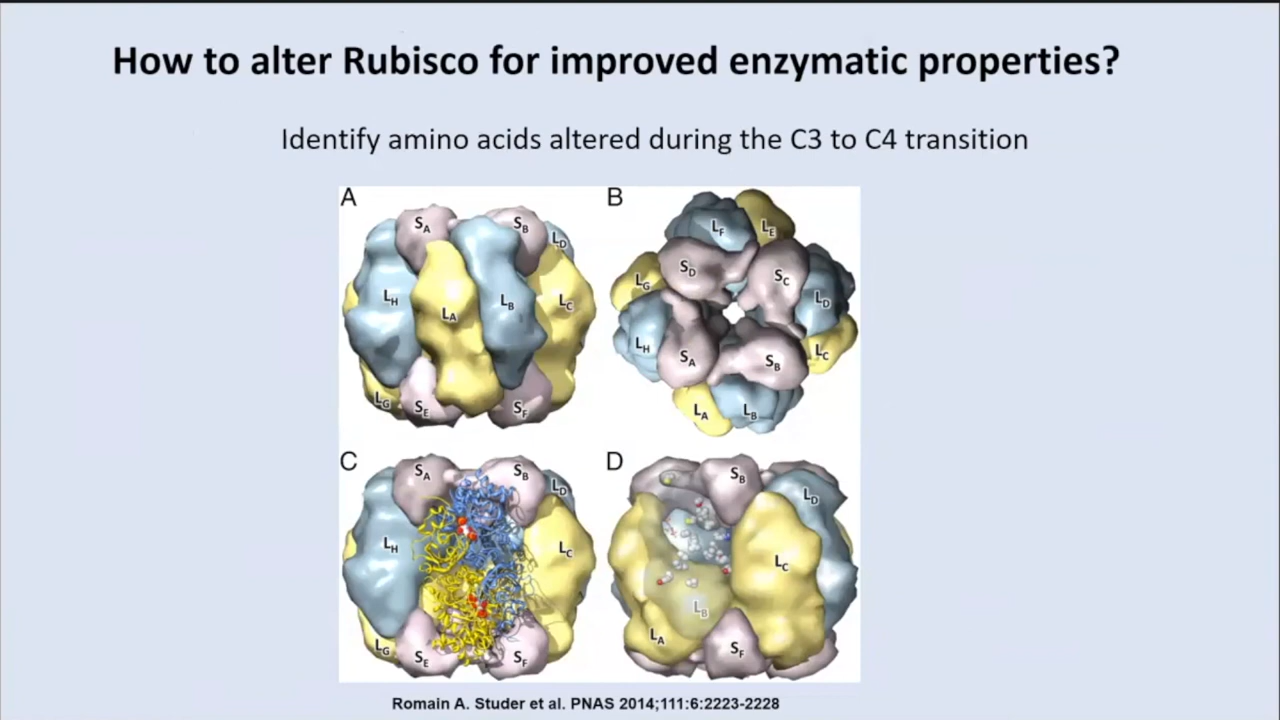 How to alter Rubisco for improved enzymatic properties?
Identify amino acids altered during the C3 to C4 transition
A
SA
SB
LD
LH
LA
LB
LC
LG
SE
SF
B
LF
LE
SD
SC
LG
LD
LH
SA
SB
LC
LA
LB
C
SA
SB
LD
LH
LC
LG
SE
SF
D
SB
LD
LC
LB
LA
SF
Romain A. Studer et al. PNAS 2014;111:6:2223-2228